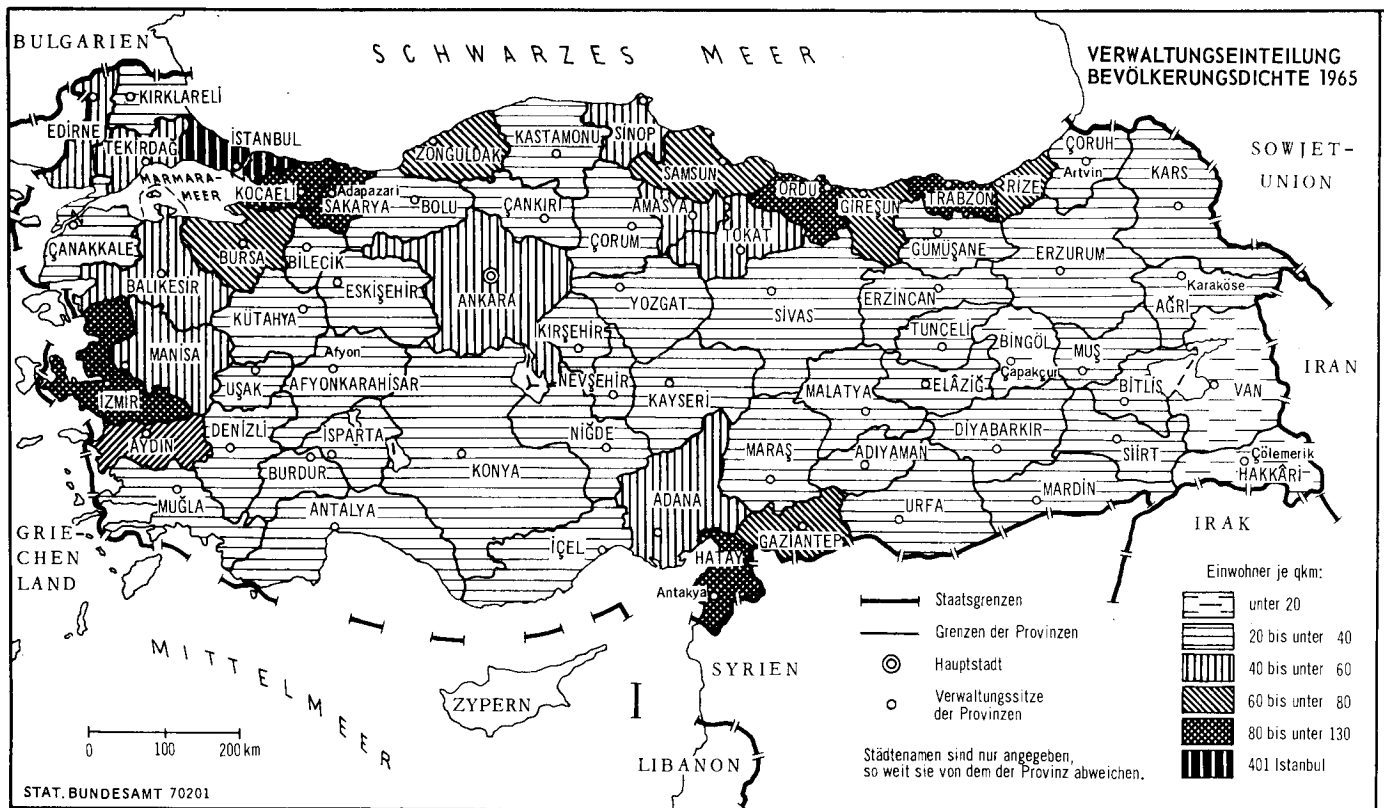 VERWALTUNGSEINTEILUNG
BEVÖLKERUNGSDICHTE 1965
SCHWARZES MEER
BULGARIEN
SOWJET-
UNION
IRAN
IRAK
SYRIEN
LIBANON
ZYPERN
GRIE-
CHEN
LAND
MITTELMEER
MARMARA-
MEER
KIRKLARELİ
EDİRNE
TEKİRDAĞ
İSTANBUL
KOCAELİ
Adapazari
SAKARYA
BOLU
ZONGULDAK
KASTAMONU
SİNOP
ÇANKIRI
SAMSUN
AMASYA
ÇORUM
TOKAT
ORDU
GİREŞUN
TRABZON
RİZE
ÇORUH
Artvin
KARS
GÜMÜŞANE
ERZURUM
ÇANAKKALE
BALIKESİR
BURSA
BİLECİK
ESKİŞEHİR
ANKARA
KÜTAHYA
YOZGAT
SİVAS
ERZİNCAN
Karaköse
AĞRI
KIRŞEHİR
TUNCELİ
BİNGÖL
Çapakçur
MUŞ
MANİSA
UŞAK
Afyon
AFYONKARAHİSAR
NEVŞEHİR
KAYSERİ
MALATYA
ELÂZIĞ
BİTLİS
VAN
İZMİR
AYDIN
DENİZLİ
İSPARTA
BURDUR
KONYA
NİĞDE
MARAŞ
ADIYAMAN
DİYABARKIR
SİİRT
Çölemerik
HAKKÂRİ
MUĞLA
ANTALYA
İÇEL
ADANA
GAZİANTEP
URFA
MARDİN
HATAY
Antakya
Staatsgrenzen
Grenzen der Provinzen
Hauptstadt
Verwaltungssitze
der Provinzen
Städtenamen sind nur angegeben,
so weit sie von dem der Provinz abweichen.
Einwohner je qkm:
unter 20
20 bis unter 40
40 bis unter 60
60 bis unter 80
80 bis unter 130
401 Istanbul
0 100 200 km
STAT. BUNDESAMT 70201